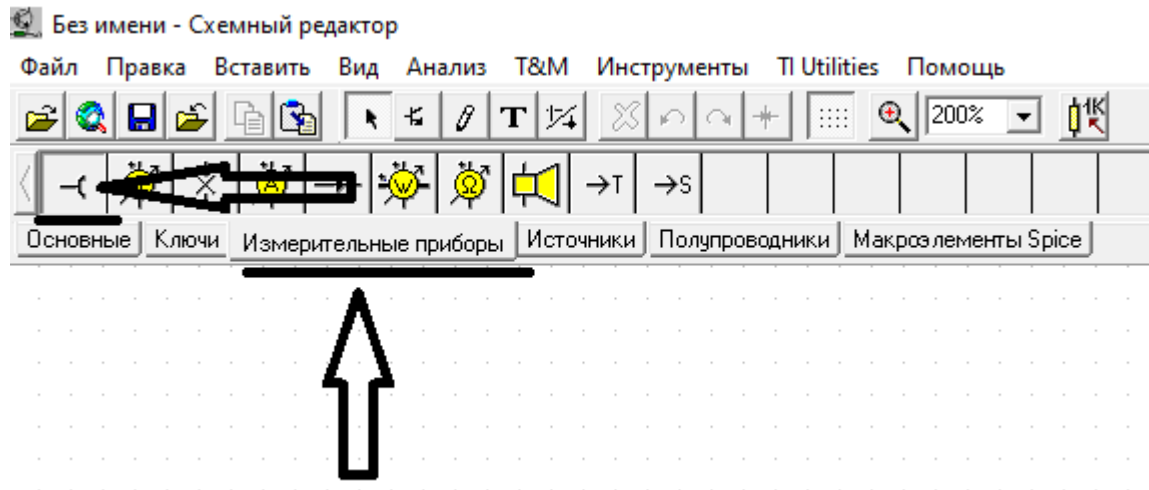 Без имени - Схемный редактор
Файл Правка Вставить Вид Анализ T&M Инструменты TI Utilities Помощь
T 200% 1K
A W Ω →T →S
Основные Ключи Измерительные приборы Источники Полупроводники Макроэлементы Spice